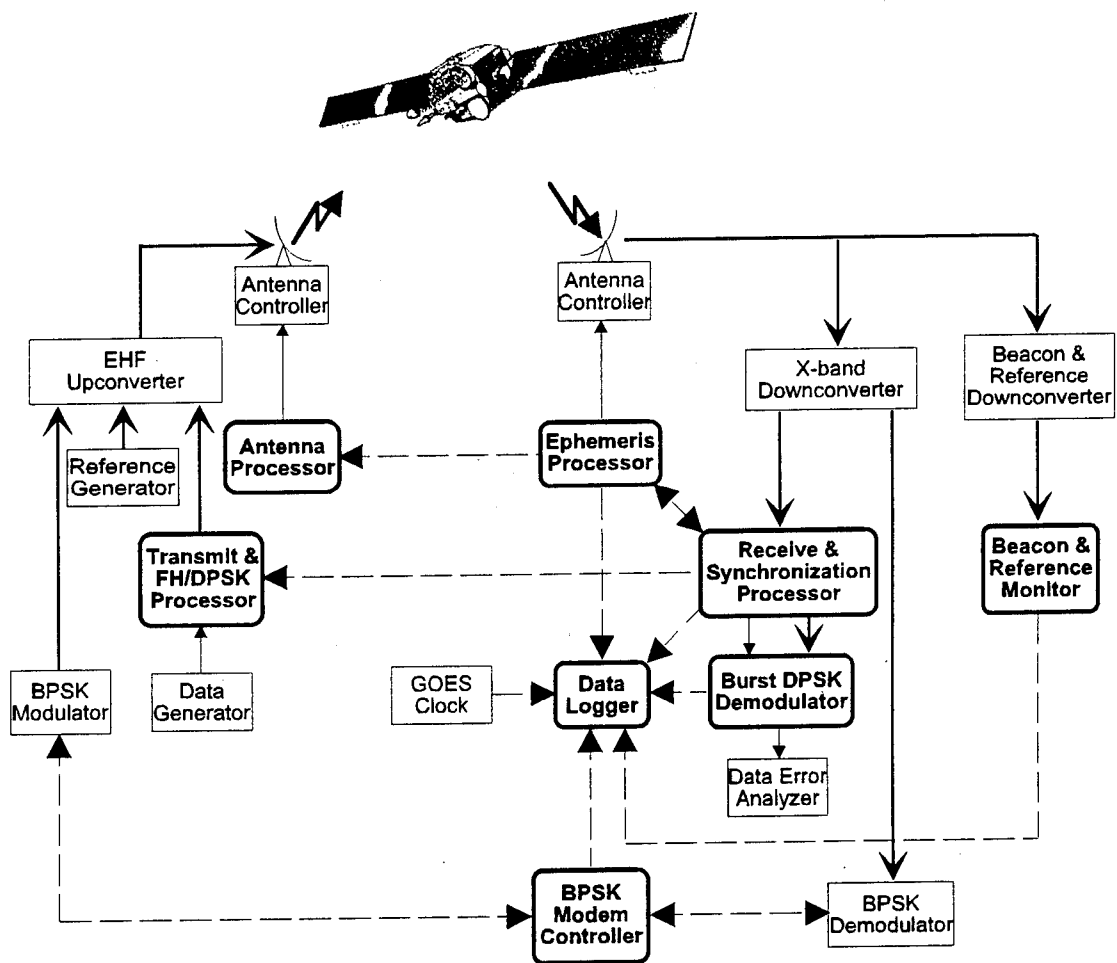 Antenna
Controller
Antenna
Controller
EHF
Upconverter
X-band
Downconverter
Beacon &
Reference
Downconverter
Antenna
Processor
Ephemeris
Processor
Reference
Generator
Transmit &
FH/DPSK
Processor
Receive &
Synchronization
Processor
Beacon &
Reference
Monitor
BPSK
Modulator
Data
Generator
GOES
Clock
Data
Logger
Burst DPSK
Demodulator
Data Error
Analyzer
BPSK
Modem
Controller
BPSK
Demodulator